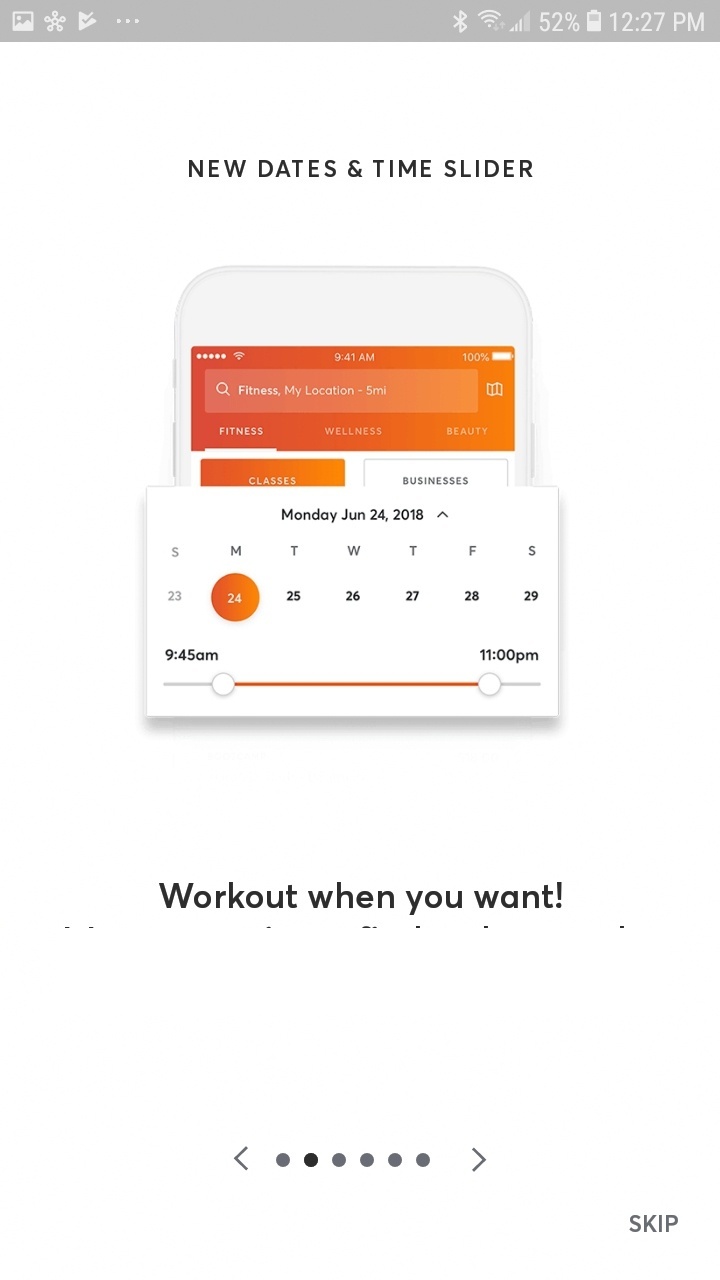 52% 12:27 PM
NEW DATES & TIME SLIDER
9:41 AM 100%
Fitness, My Location - 5mi
FITNESS WELLNESS BEAUTY
CLASSES BUSINESSES
Monday Jun 24, 2018
S M T W T F S
23 24 25 26 27 28 29
9:45am 11:00pm
Workout when you want!
SKIP